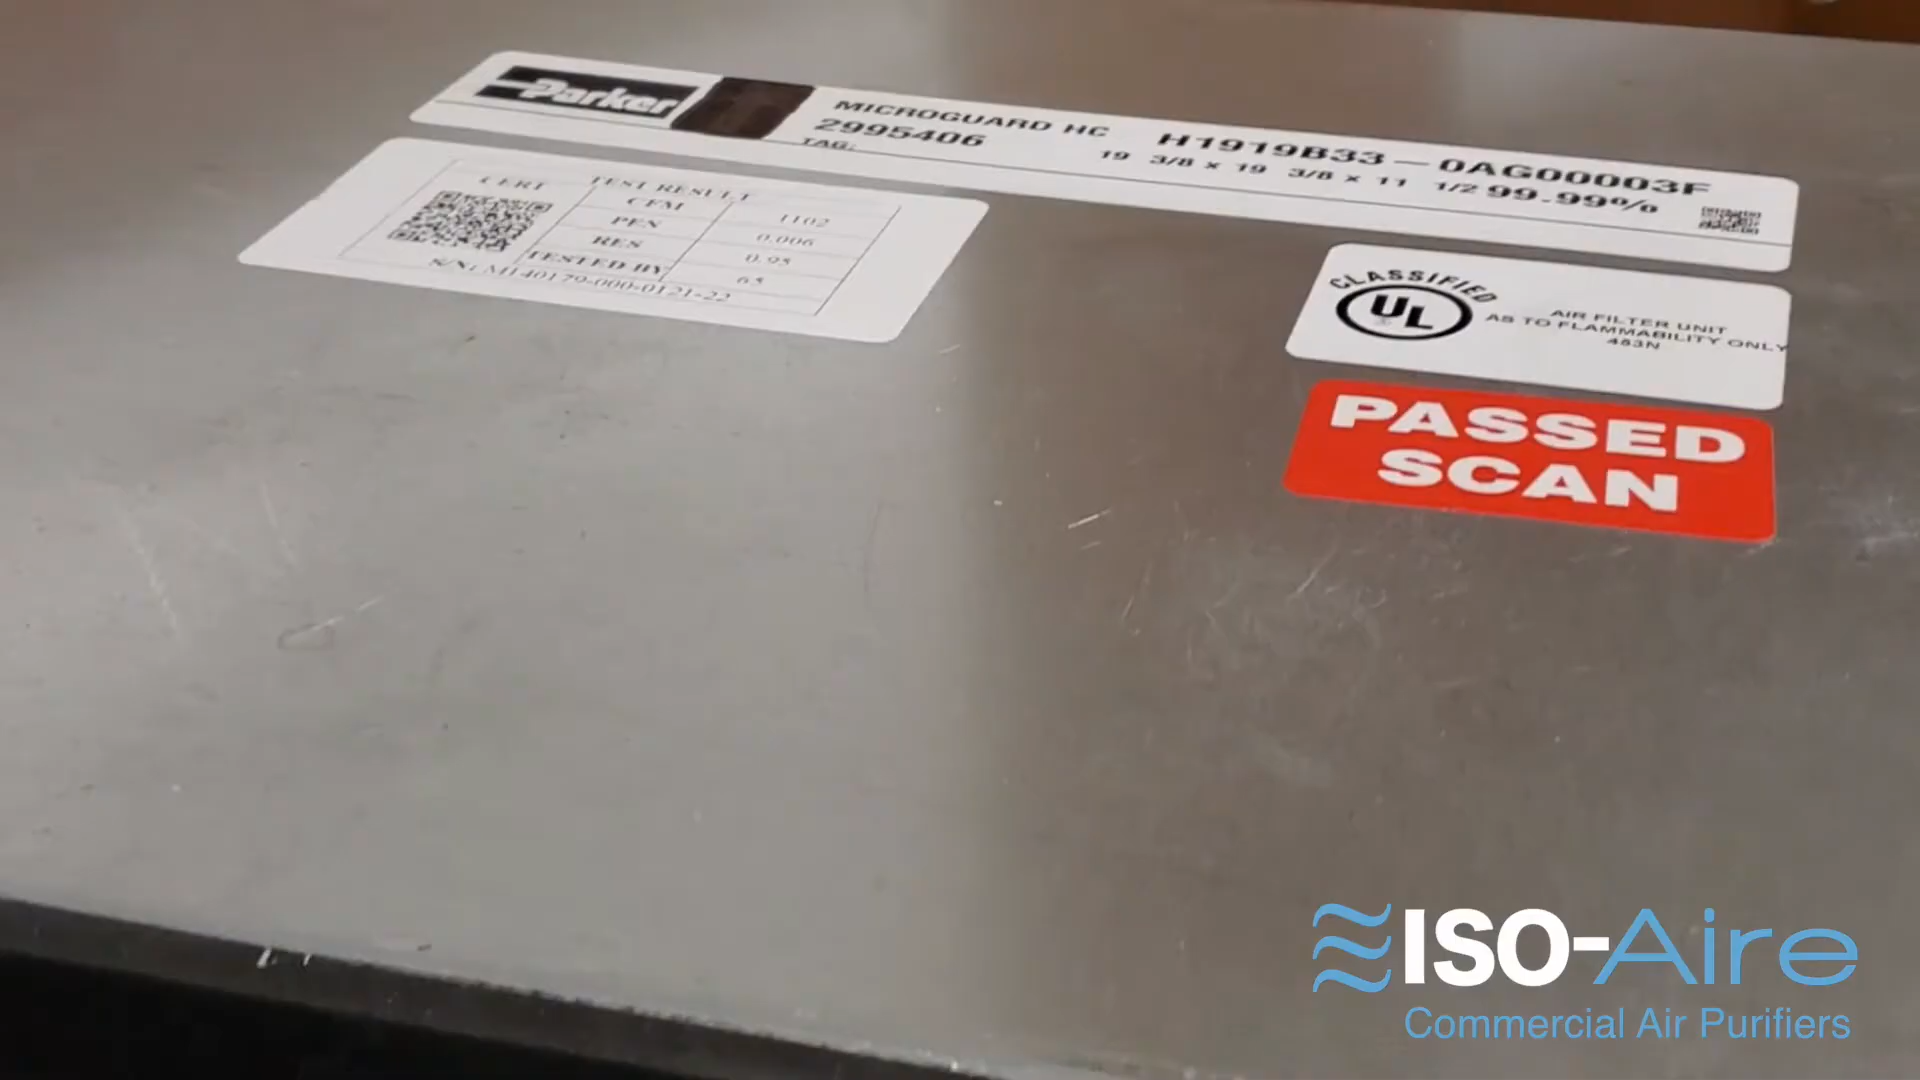 Parker
MICROGUARD HC H1919B33-0AG00003F
2995406 19 3/8 x 19 3/8 x 11 1/2 99.99%
TAG:
CERT TEST RESULT
CFM 1102
PEN 0.006
RES 0.95
TESTED BY 65
S/N: M140179-000-0121-22
CLASSIFIED
UL
AIR FILTER UNIT
AS TO FLAMMABILITY ONLY
453N
PASSED
SCAN
ISO-Aire
Commercial Air Purifiers